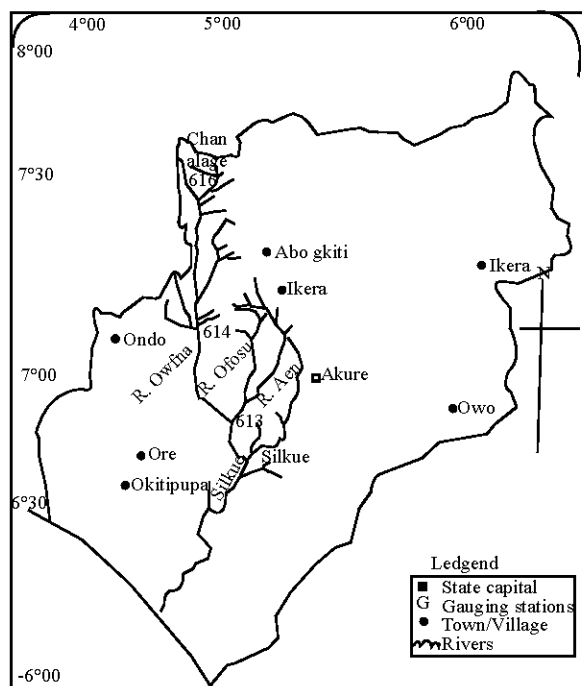 4°00 5°00 6°00
8°00
Chan
alage
7°30
616
Abo gkiti
Ikera
Ikera
N
614
Ondo
R. Owfna
R. Ofosu
R. Aen
7°00
Akure
613
Owo
Ore
Silkue
Silkue
Okitipupa
6°30
Ledgend
State capital
G Gauging stations
Town/Village
Rivers
-6°00